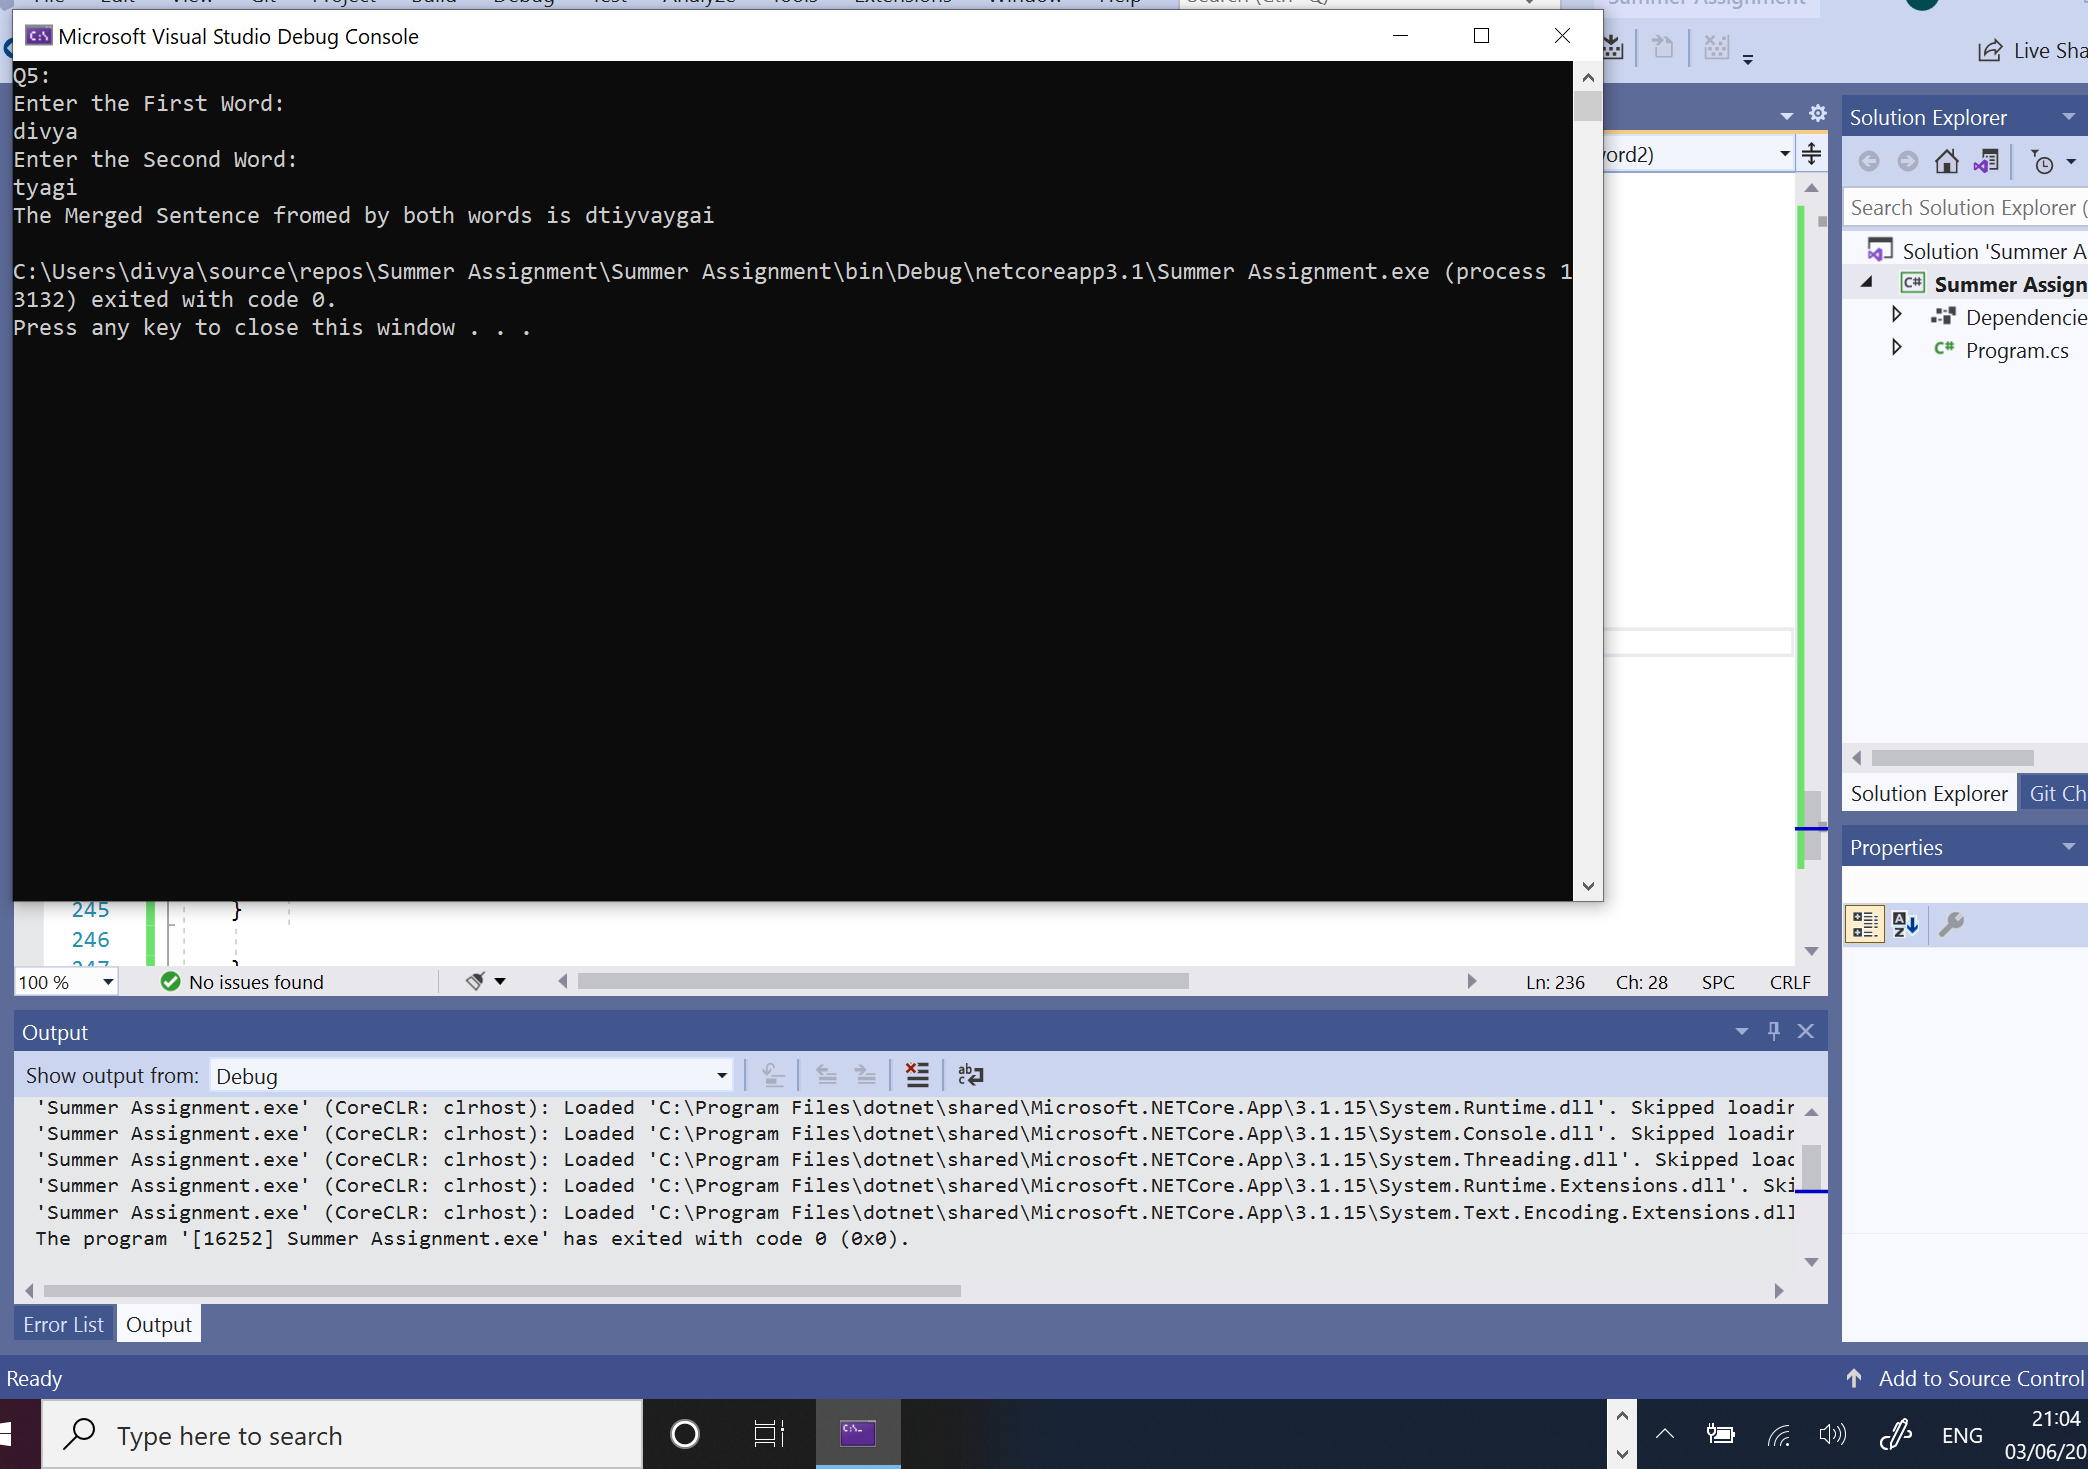 Microsoft Visual Studio Debug Console
Q5:
Enter the First Word:
divya
Enter the Second Word:
tyagi
The Merged Sentence fromed by both words is dtiyvaygai
C:\Users\divya\source\repos\Summer Assignment\Summer Assignment\bin\Debug\netcoreapp3.1\Summer Assignment.exe (process 1
3132) exited with code 0.
Press any key to close this window . . .
Live Sha
ord2)
Solution Explorer
Search Solution Explorer (
Solution 'Summer A
Summer Assign
Dependencie
Program.cs
Solution Explorer
Git Ch
Properties
245 }
246
100 %
No issues found
Ln: 236 Ch: 28 SPC CRLF
Output
Show output from: Debug
'Summer Assignment.exe' (CoreCLR: clrhost): Loaded 'C:\Program Files\dotnet\shared\Microsoft.NETCore.App\3.1.15\System.Runtime.dll'. Skipped loadin
'Summer Assignment.exe' (CoreCLR: clrhost): Loaded 'C:\Program Files\dotnet\shared\Microsoft.NETCore.App\3.1.15\System.Console.dll'. Skipped loadin
'Summer Assignment.exe' (CoreCLR: clrhost): Loaded 'C:\Program Files\dotnet\shared\Microsoft.NETCore.App\3.1.15\System.Threading.dll'. Skipped load
'Summer Assignment.exe' (CoreCLR: clrhost): Loaded 'C:\Program Files\dotnet\shared\Microsoft.NETCore.App\3.1.15\System.Runtime.Extensions.dll'. Ski
'Summer Assignment.exe' (CoreCLR: clrhost): Loaded 'C:\Program Files\dotnet\shared\Microsoft.NETCore.App\3.1.15\System.Text.Encoding.Extensions.dll
The program '[16252] Summer Assignment.exe' has exited with code 0 (0x0).
Error List
Output
Ready
Add to Source Control
Type here to search
ENG
21:04
03/06/20